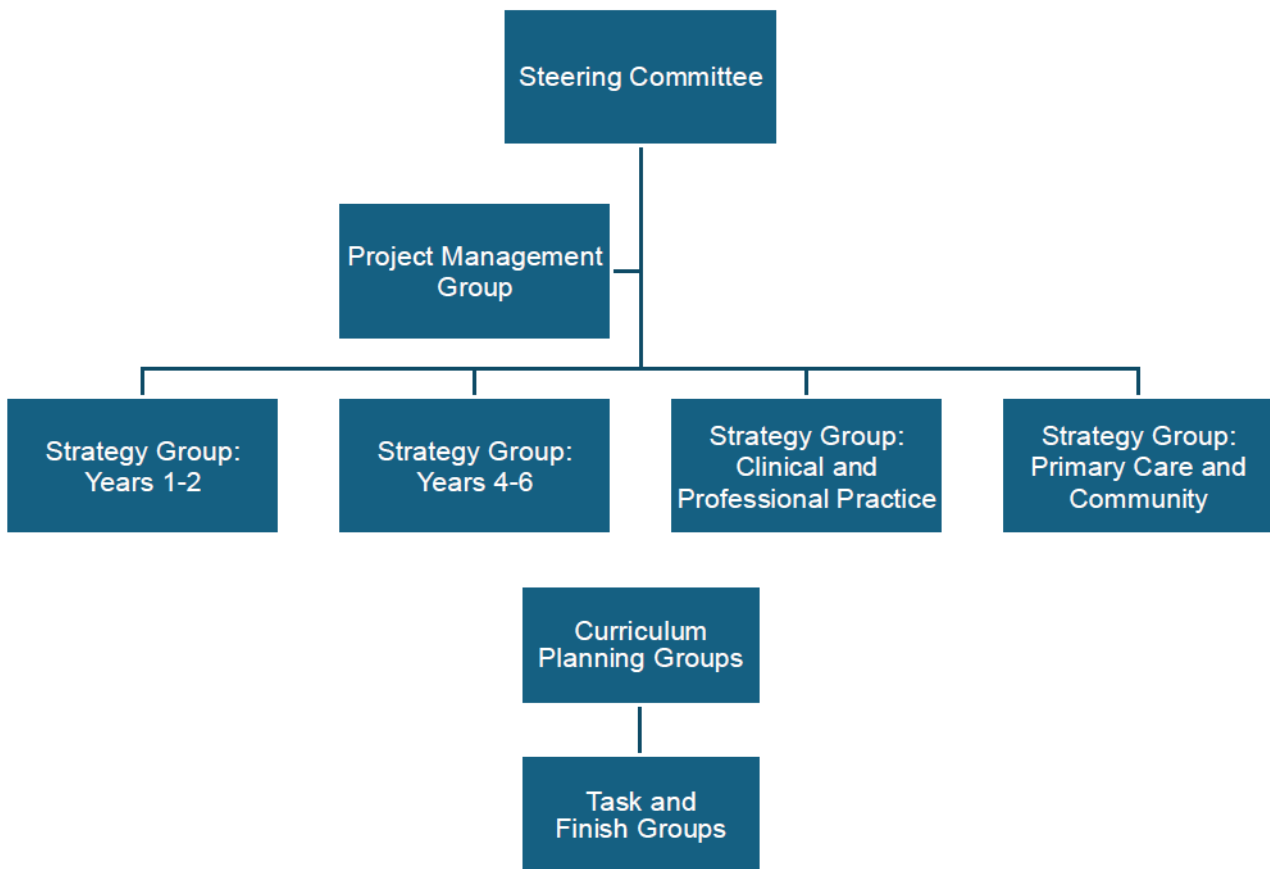 Steering Committee
Project Management
Group
Strategy Group:
Years 1-2
Strategy Group:
Years 4-6
Strategy Group:
Clinical and
Professional Practice
Strategy Group:
Primary Care and
Community
Curriculum
Planning Groups
Task and
Finish Groups